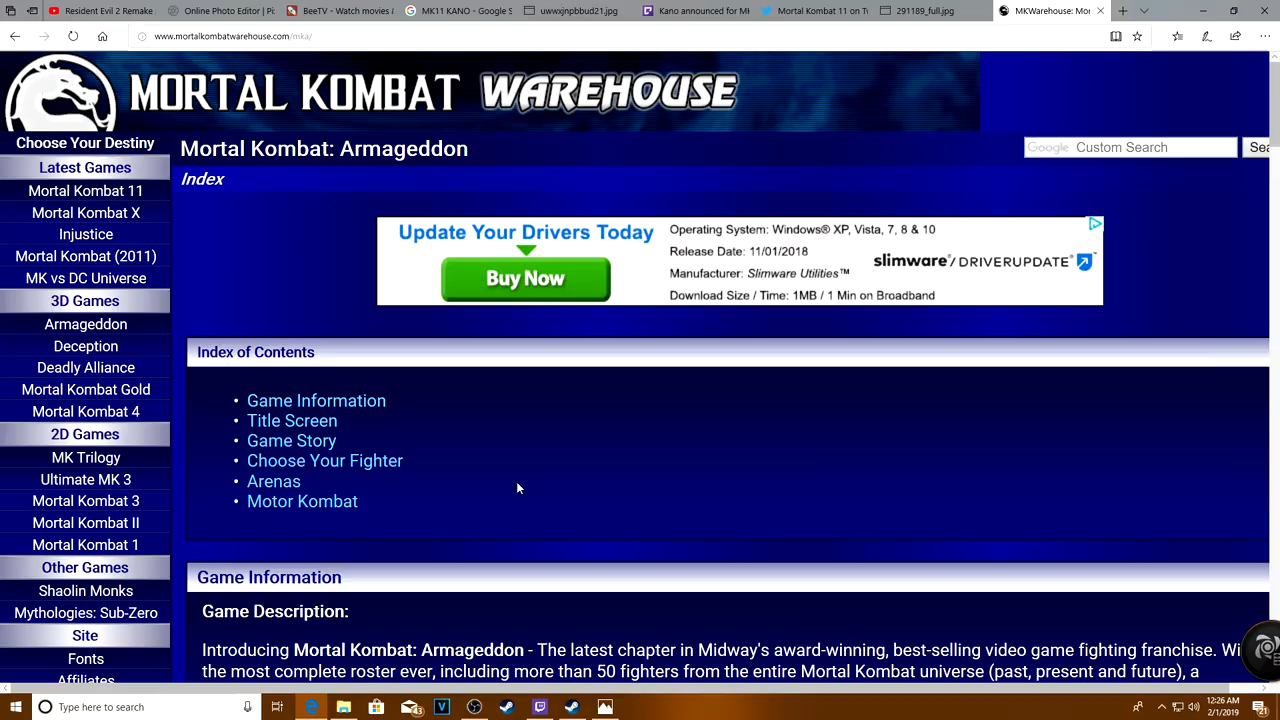 Resident Evil 2 Remake
Online Photo Editor | Pi
BeeTV - Watch movies &
MK11 KANO - Google S
uwwxjnpbbud21.jpg
Kano announced for MK
Mortal Kombat 11 on Tw
291189_full.jpg
MKWarehouse: Mor
www.mortalkombatwarehouse.com/mka/
MORTAL KOMBAT WAREHOUSE
Choose Your Destiny
Latest Games
Mortal Kombat 11
Mortal Kombat X
Injustice
Mortal Kombat (2011)
MK vs DC Universe
3D Games
Armageddon
Deception
Deadly Alliance
Mortal Kombat Gold
Mortal Kombat 4
2D Games
MK Trilogy
Ultimate MK 3
Mortal Kombat 3
Mortal Kombat II
Mortal Kombat 1
Other Games
Shaolin Monks
Mythologies: Sub-Zero
Site
Fonts
Affiliates
Mortal Kombat: Armageddon
Google Custom Search
Sea
Index
Update Your Drivers Today
Buy Now
Operating System: Windows® XP, Vista, 7, 8 & 10
Release Date: 11/01/2018
Manufacturer: Slimware Utilities™
Download Size / Time: 1MB / 1 Min on Broadband
slimware / DRIVERUPDATE
Index of Contents
• Game Information
• Title Screen
• Game Story
• Choose Your Fighter
• Arenas
• Motor Kombat
Game Information
Game Description:
Introducing Mortal Kombat: Armageddon - The latest chapter in Midway's award-winning, best-selling video game fighting franchise. Wi
the most complete roster ever, including more than 50 fighters from the entire Mortal Kombat universe (past, present and future), a
Type here to search
12:26 AM
2/1/2019